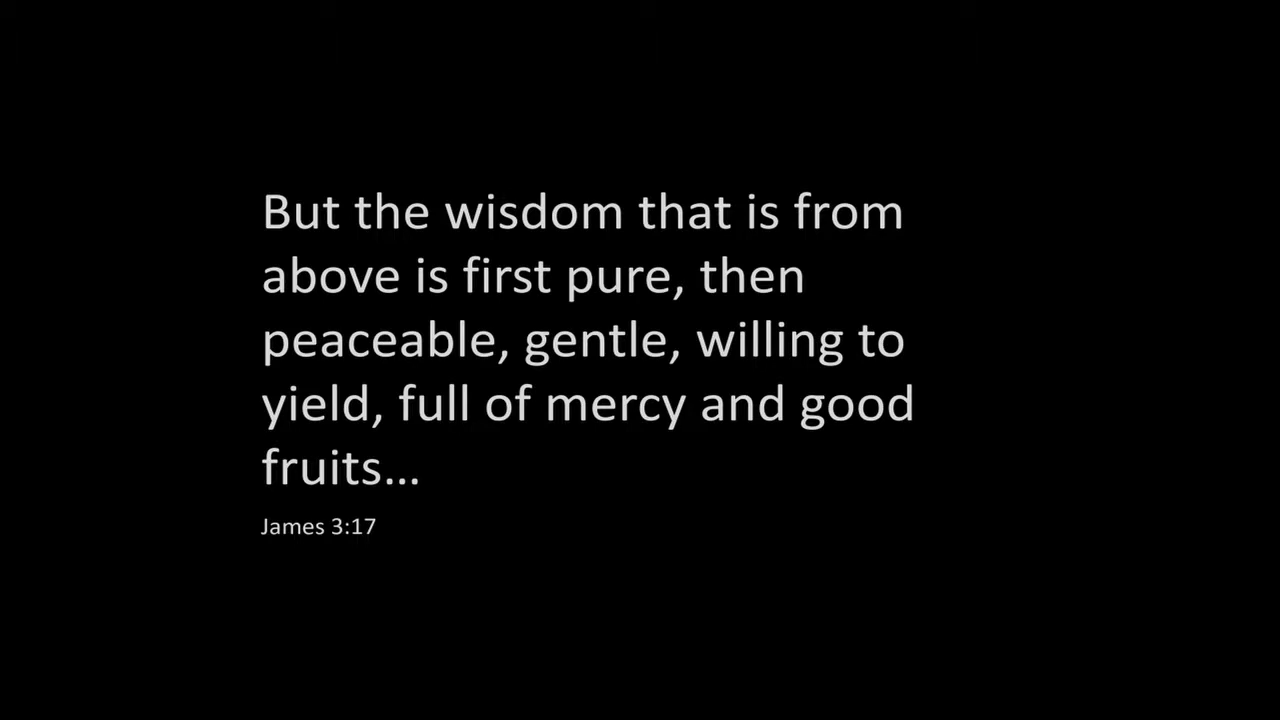 But the wisdom that is from
above is first pure, then
peaceable, gentle, willing to
yield, full of mercy and good
fruits…
James 3:17